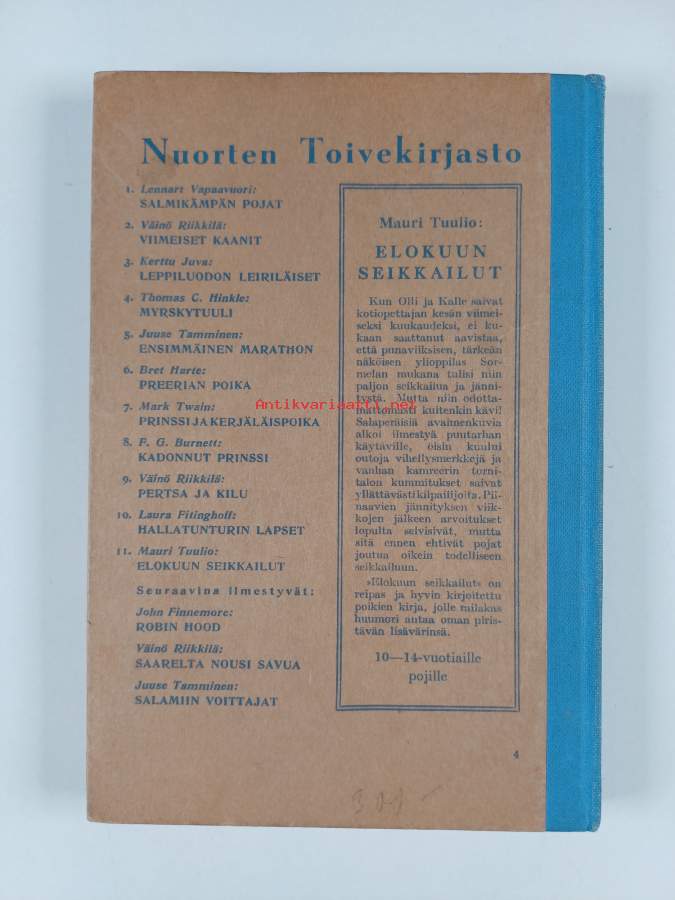 Nuorten Toivekirjasto
1. Lennart Vapaavuori:
SALMIKÄMPÄN POJAT
2. Väinö Riikkilä:
VIIMEISET KAANIT
3. Kerttu Juva:
LEPPILUODON LEIRILÄISET
4. Thomas C. Hinkle:
MYRSKYTUULI
5. Juuse Tamminen:
ENSIMMÄINEN MARATHON
6. Bret Harte:
PREERIAN POIKA
7. Mark Twain:
PRINSSI JA KERJÄLÄISPOIKA
8. F. G. Burnett:
KADONNUT PRINSSI
9. Väinö Riikkilä:
PERTSA JA KILU
10. Laura Fitinghoff:
HALLATUNTURIN LAPSET
11. Mauri Tuulio:
ELOKUUN SEIKKAILUT
Seuraavina ilmestyvät:
John Finnemore:
ROBIN HOOD
Väinö Riikkilä:
SAARELTA NOUSI SAVUA
Juuse Tamminen:
SALAMIIN VOITTAJAT
Mauri Tuulio:
ELOKUUN
SEIKKAILUT
Kun Olli ja Kalle saivat
kotiopettajan kesän viimei-
seksi kuukaudeksi, ei ku-
kaan saattanut aavistaa,
että punaviiksisen, tärkeän
näköisen ylioppilas Sor-
melan mukana tulisi niin
paljon seikkailua ja jänni-
tystä. Mutta niin odotta-
mattomasti kuitenkin kävi!
Salaperäisiä avaimenkuvia
alkoi ilmestyä puutarhan
käytäville, öisin kuului
outoja vihellysmerkkejä ja
vanhan kamreerin torni-
talon kummitukset saivat
yllättävästi kilpailijoita. Pii-
naavien jännityksen viik-
kojen jälkeen arvoitukset
lopulta selvisivät, mutta
sitä ennen ehtivät pojat
joutua oikein todelliseen
seikkailuun.
»Elokuun seikkailut» on
reipas ja hyvin kirjoitettu
poikien kirja, jolle mllakas
huumori antaa oman piris-
tävän lisävärinsä.
10—14-vuotiaille
pojille
4
300 —
Antikvariaatti.net